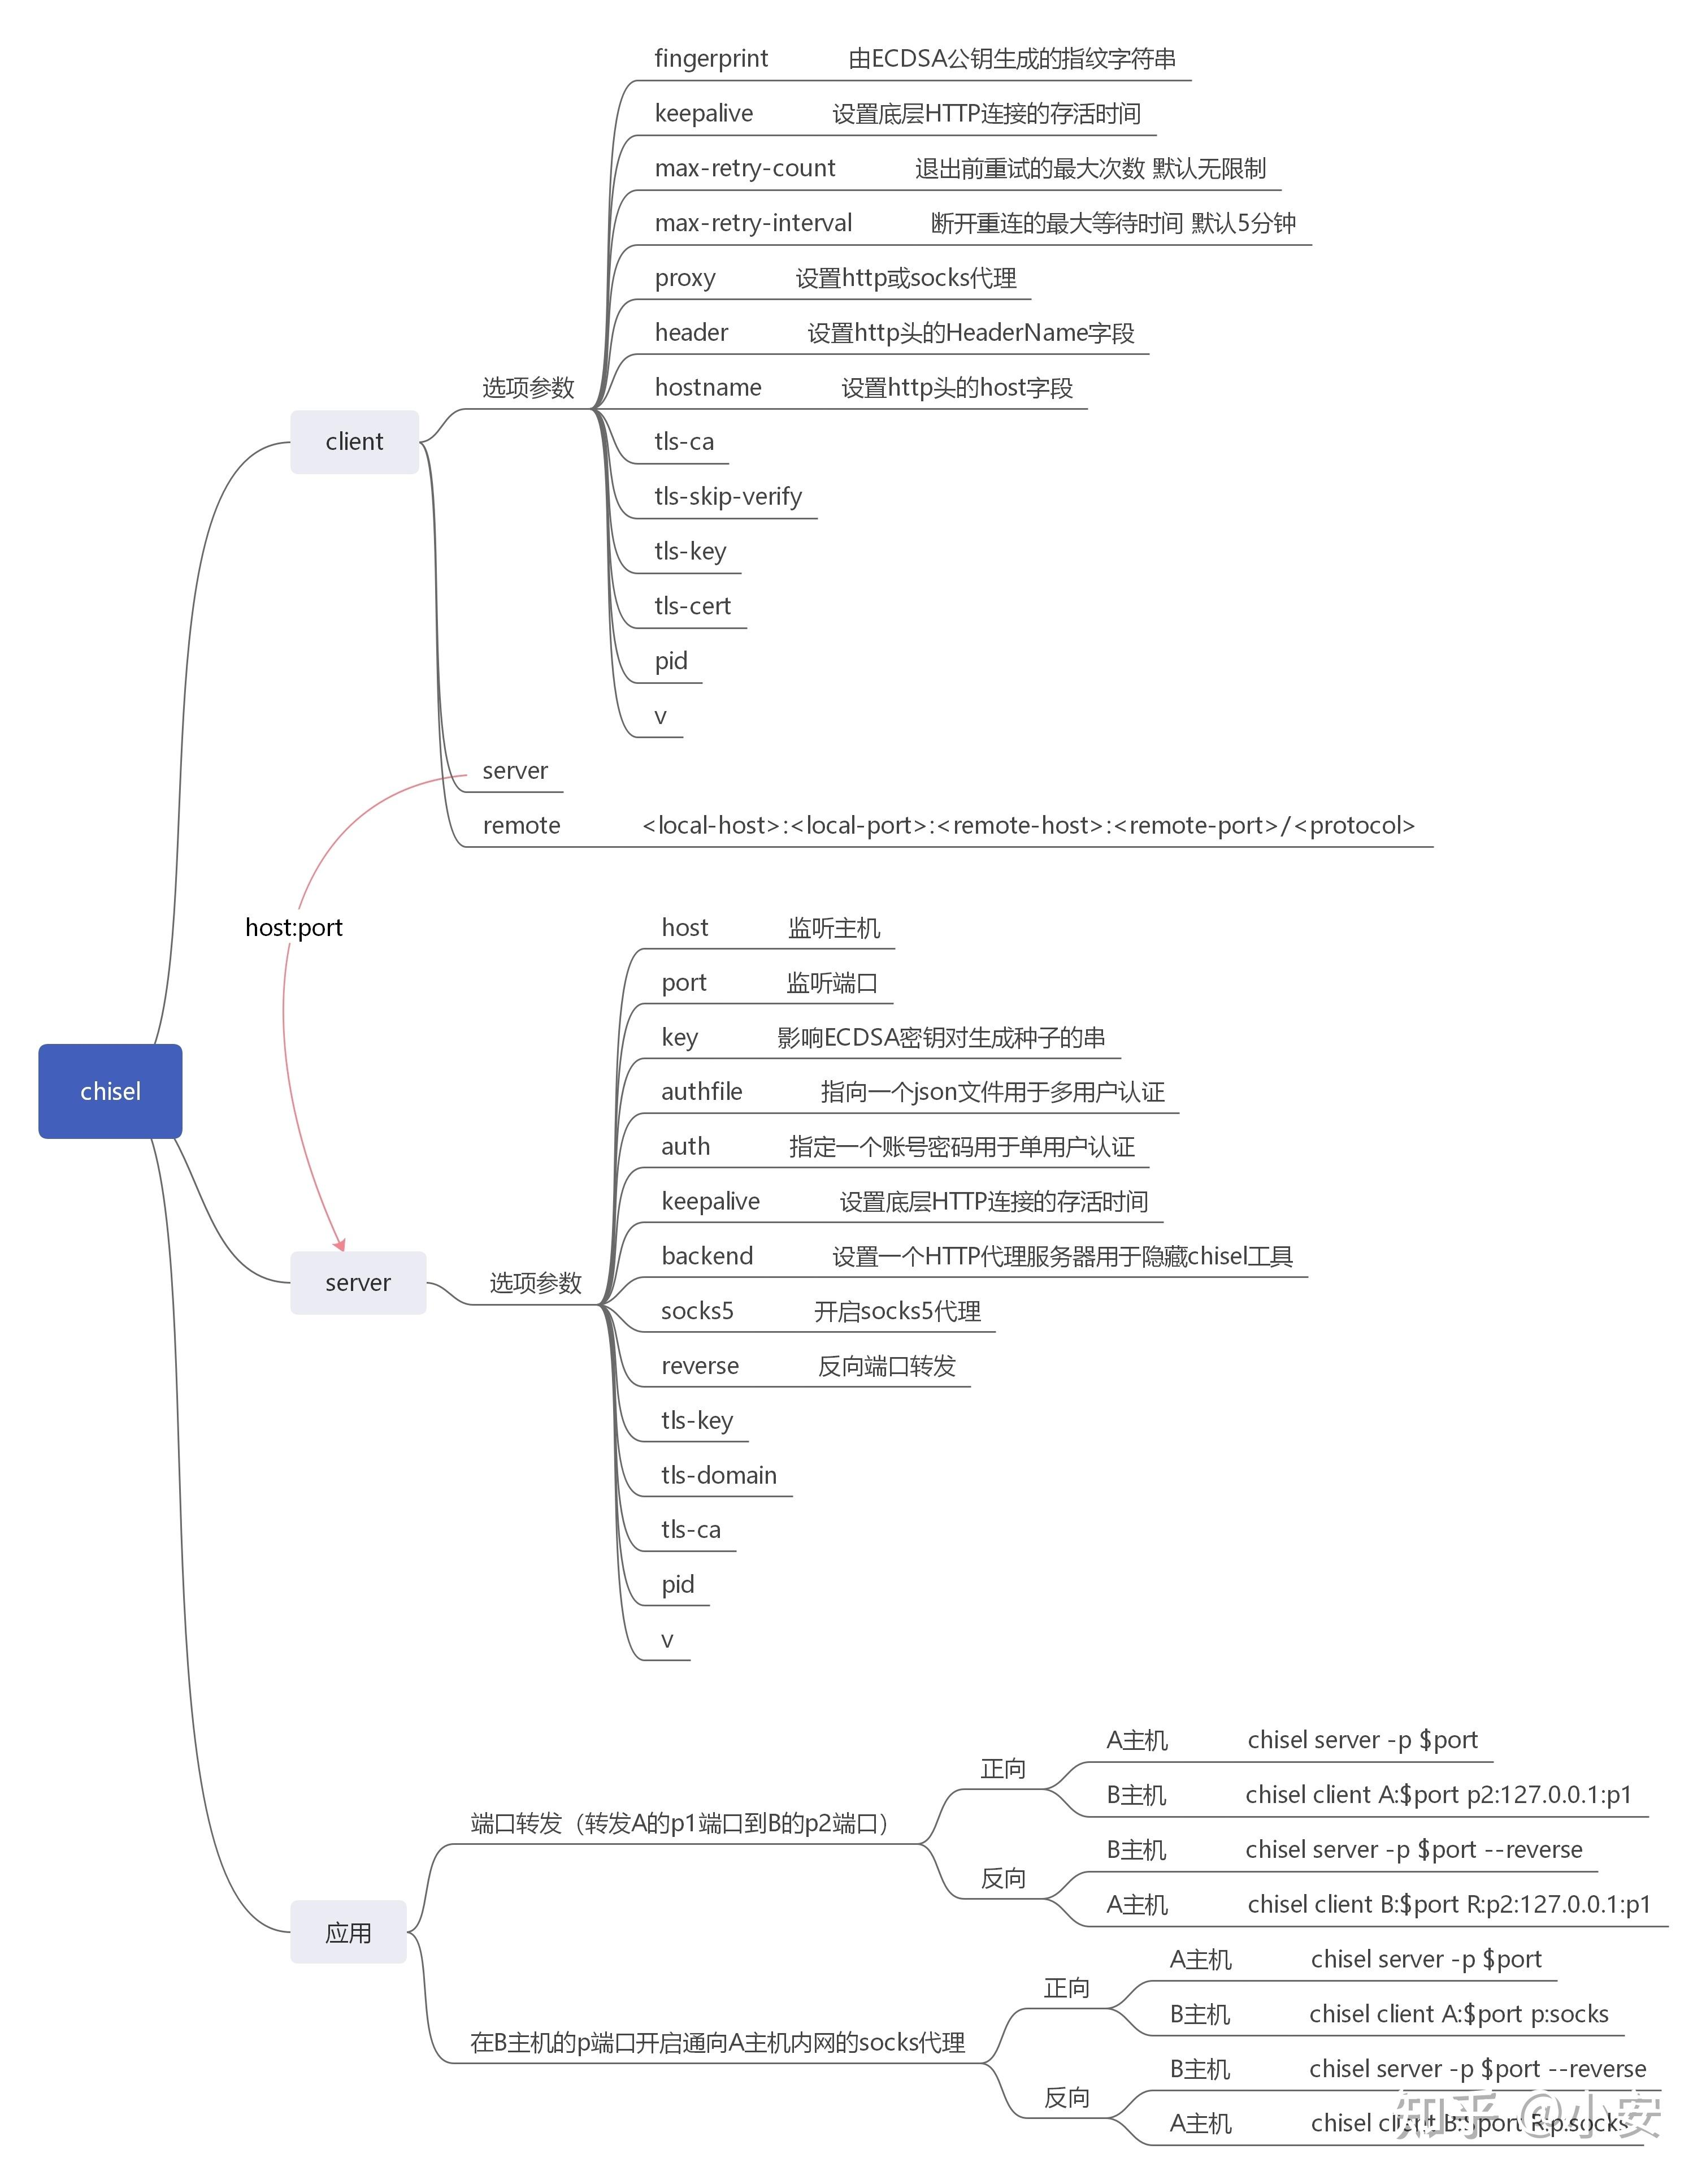 fingerprint 由ECDSA公钥生成的指纹字符串
keepalive 设置底层HTTP连接的存活时间
max-retry-count 退出前重试的最大次数 默认无限制
max-retry-interval 断开重连的最大等待时间 默认5分钟
proxy 设置http或socks代理
header 设置http头的HeaderName字段
选项参数
hostname 设置http头的host字段
client
tls-ca
tls-skip-verify
tls-key
tls-cert
pid
v
server
remote <local-host>:<local-port>:<remote-host>:<remote-port>/<protocol>
host:port
host 监听主机
port 监听端口
key 影响ECDSA密钥对生成种子的串
chisel
authfile 指向一个json文件用于多用户认证
auth 指定一个账号密码用于单用户认证
keepalive 设置底层HTTP连接的存活时间
backend 设置一个HTTP代理服务器用于隐藏chisel工具
server
选项参数
socks5 开启socks5代理
reverse 反向端口转发
tls-key
tls-domain
tls-ca
pid
v
应用
端口转发（转发A的p1端口到B的p2端口）
正向
A主机 chisel server -p $port
B主机 chisel client A:$port p2:127.0.0.1:p1
反向
B主机 chisel server -p $port --reverse
A主机 chisel client B:$port R:p2:127.0.0.1:p1
在B主机的p端口开启通向A主机内网的socks代理
正向
A主机 chisel server -p $port
B主机 chisel client A:$port p:socks
反向
B主机 chisel server -p $port --reverse
A主机 chisel client B:$port R:p:socks
知乎 @小安